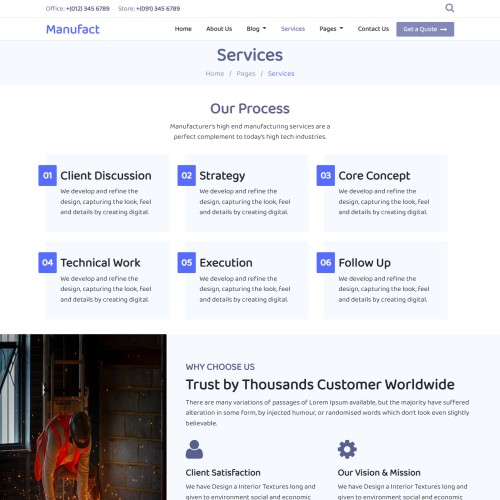 Office: +(012) 345 6789 Store: +(091) 345 6789
Manufact Home About Us Blog Services Pages Contact Us Get a Quote →
Services
Home / Pages / Services
Our Process
Manufacturer's high end manufacturing services are a
perfect complement to today's high tech industries.
01 Client Discussion
We develop and refine the
design, capturing the look, feel
and details by creating digital.
02 Strategy
We develop and refine the
design, capturing the look, feel
and details by creating digital.
03 Core Concept
We develop and refine the
design, capturing the look, feel
and details by creating digital.
04 Technical Work
We develop and refine the
design, capturing the look, feel
and details by creating digital.
05 Execution
We develop and refine the
design, capturing the look, feel
and details by creating digital.
06 Follow Up
We develop and refine the
design, capturing the look, feel
and details by creating digital.
WHY CHOOSE US
Trust by Thousands Customer Worldwide
There are many variations of passages of Lorem Ipsum available, but the majority have suffered
alteration in some form, by injected humour, or randomised words which don't look even slightly
believable.
Client Satisfaction
We have Design a Interior Textures long and
given to environment social and economic
Our Vision & Mission
We have Design a Interior Textures long and
given to environment social and economic